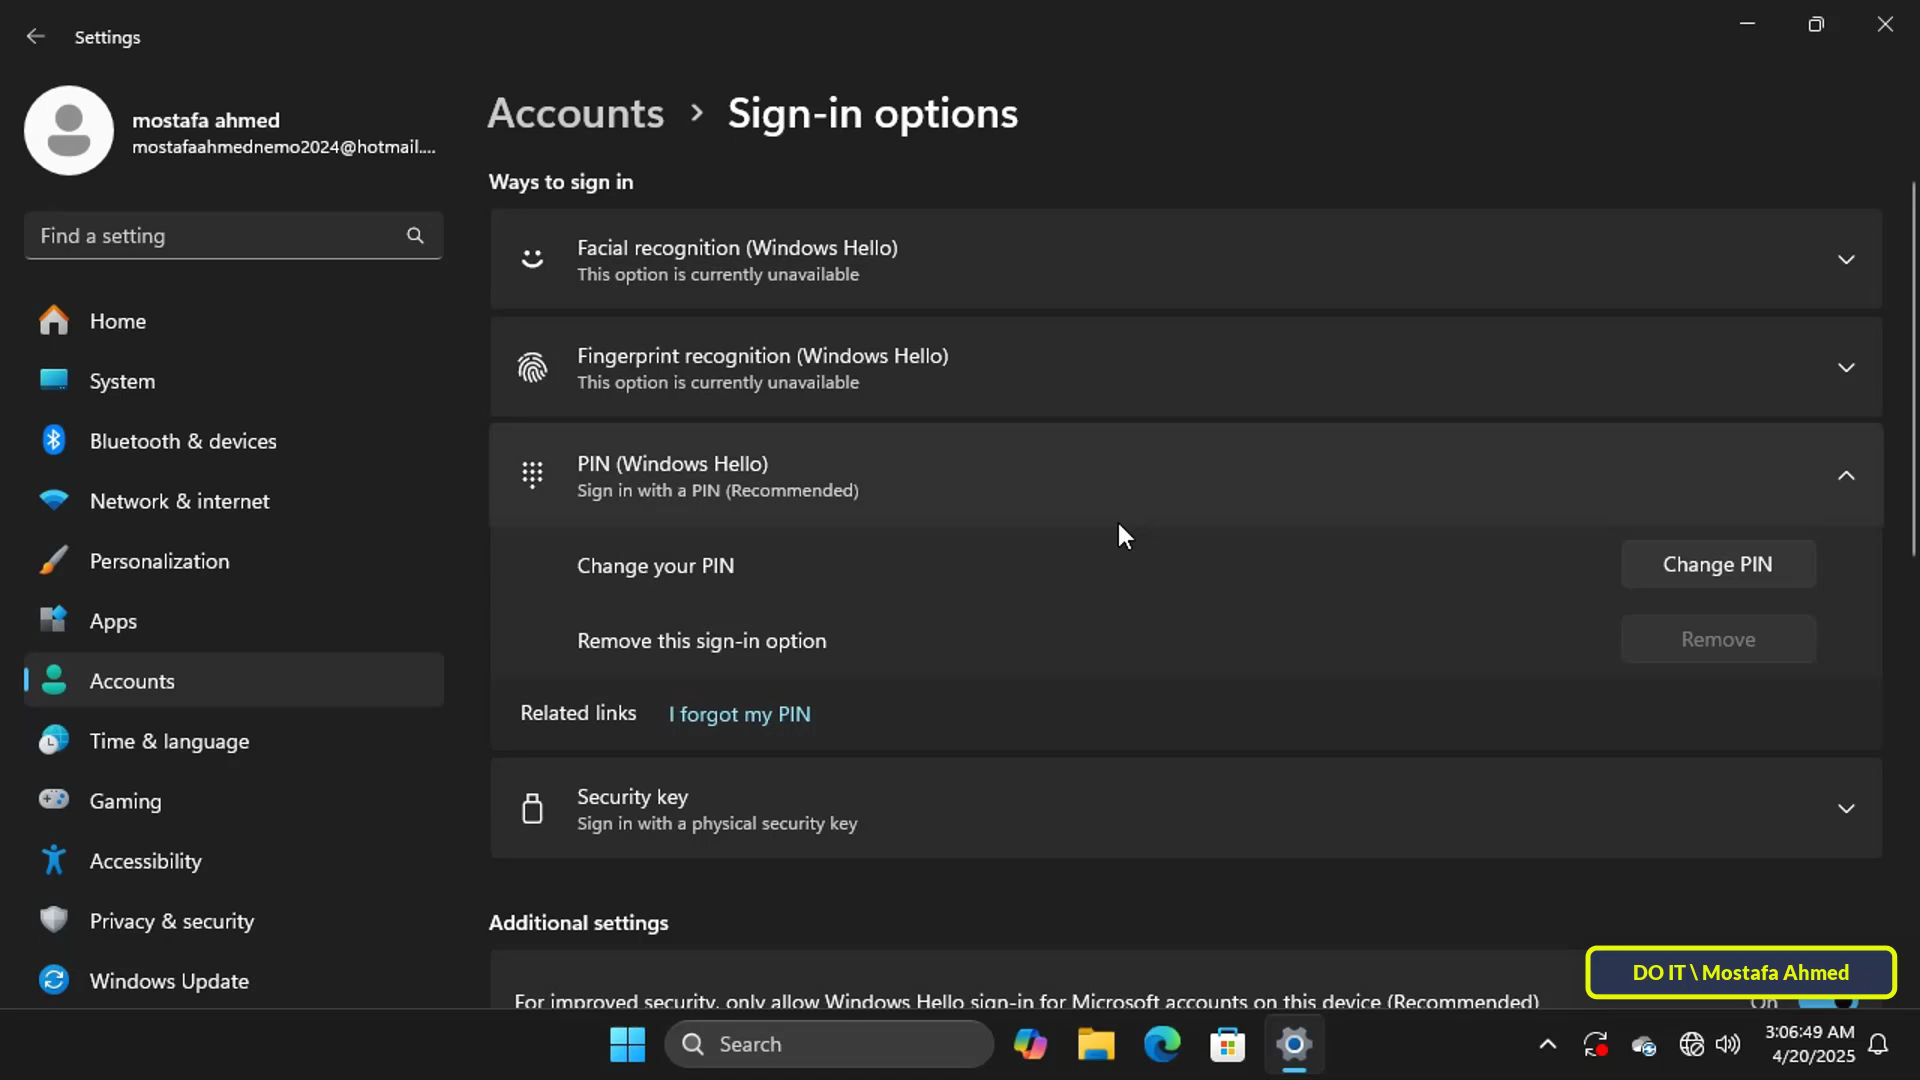 Settings
mostafa ahmed
mostafaahmednemo2024@hotmail....
Find a setting
Home
System
Bluetooth & devices
Network & internet
Personalization
Apps
Accounts
Time & language
Gaming
Accessibility
Privacy & security
Windows Update
Accounts > Sign-in options
Ways to sign in
Facial recognition (Windows Hello)
This option is currently unavailable
Fingerprint recognition (Windows Hello)
This option is currently unavailable
PIN (Windows Hello)
Sign in with a PIN (Recommended)
Change your PIN
Change PIN
Remove this sign-in option
Remove
Related links I forgot my PIN
Security key
Sign in with a physical security key
Additional settings
For improved security, only allow Windows Hello sign-in for Microsoft accounts on this device (Recommended)
On
DO IT \ Mostafa Ahmed
Search
3:06:49 AM
4/20/2025